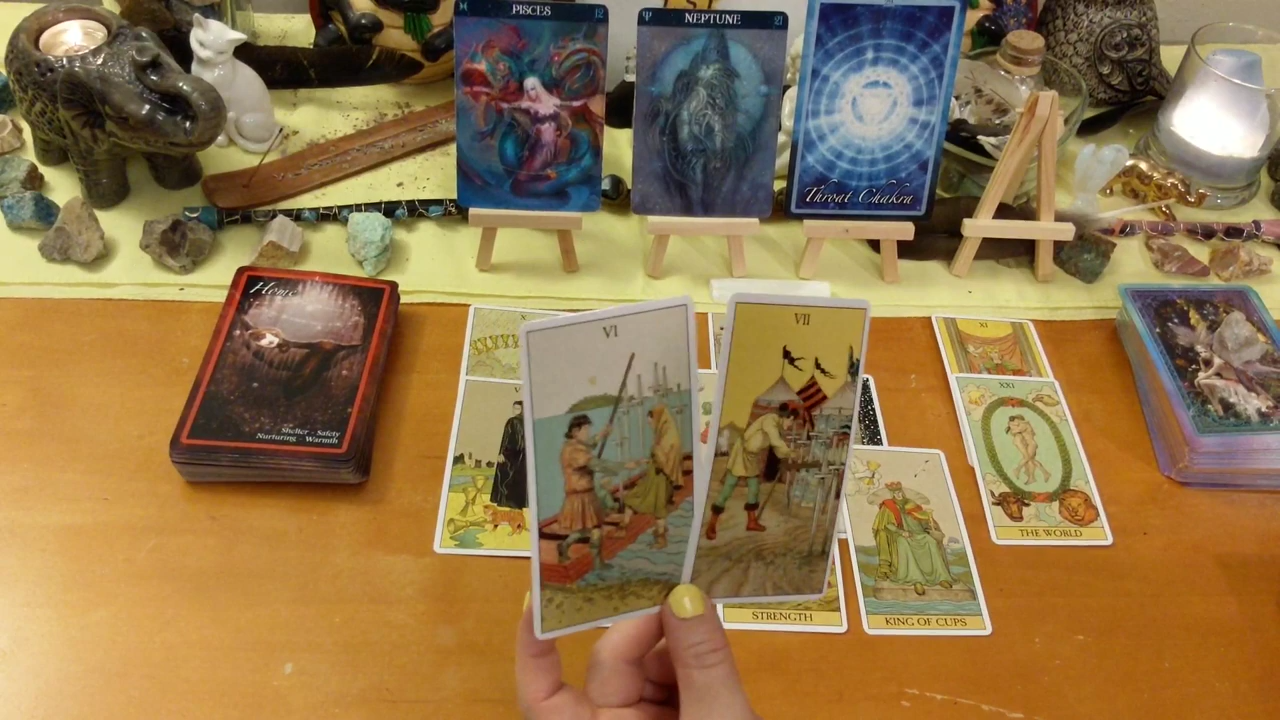 PISCES
12
NEPTUNE
21
Throat Chakra
Home
Shelter - Safety
Nurturing - Warmth
X
VI
VII
XI
XXI
THE WORLD
STRENGTH
KING OF CUPS